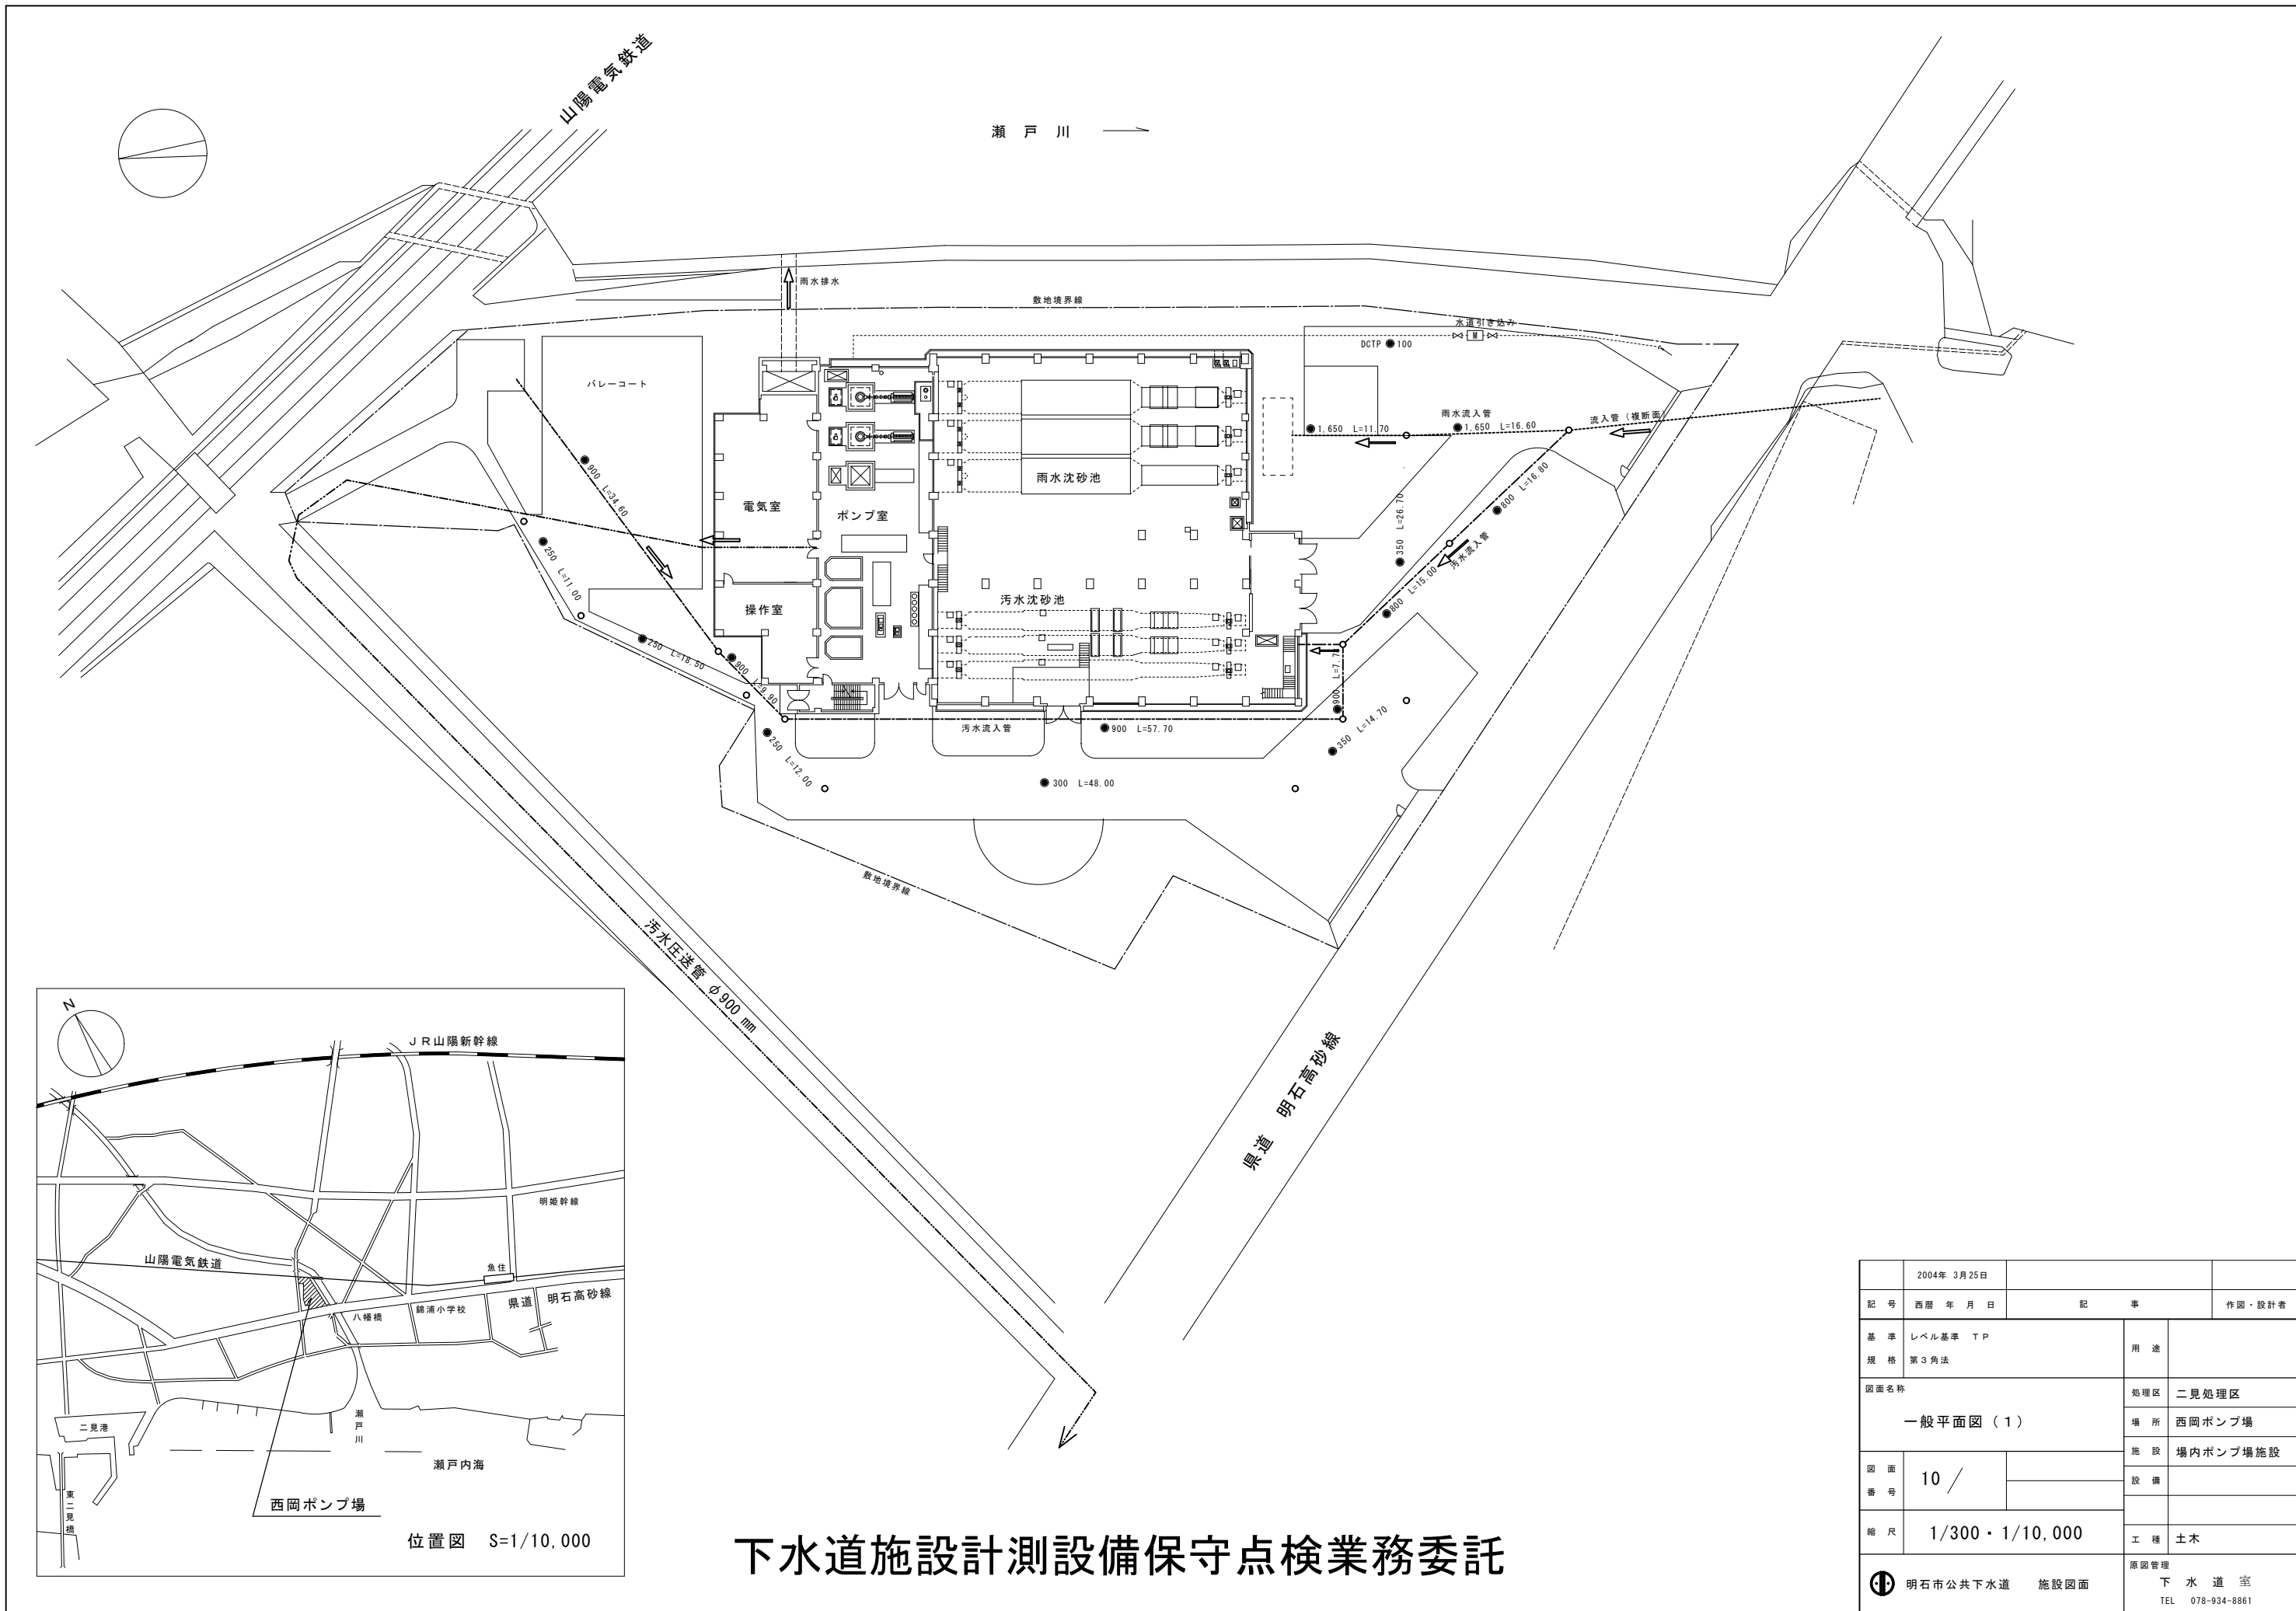 山陽電気鉄道
瀬戸川
雨水排水
敷地境界線
水道引き込み
M
DCTP ●100
バレーコート
雨水流入管
流入管（複断面）
●1,650 L=11.70
●1,650 L=16.60
●900 L=34.60
●800 L=16.80
雨水沈砂池
電気室
ポンプ室
●350 L=26.70
汚水流入管
●250 L=11.00
●800 L=15.00
操作室
汚水沈砂池
●250 L=18.50
●900 L=9.90
●900 L=7.7
●350 L=14.70
汚水流入管
●900 L=57.70
●250 L=12.00
●300 L=48.00
敷地境界線
汚水圧送管 φ900 mm
県道 明石高砂線
N
JR山陽新幹線
明姫幹線
山陽電気鉄道
魚住
県道 明石高砂線
錦浦小学校
八幡橋
二見港
瀬戸川
瀬戸内海
東二見橋
西岡ポンプ場
位置図 S=1/10,000
下水道施設計測設備保守点検業務委託
2004年 3月25日
記号 西暦 年 月 日 記事 作図・設計者
基準 レベル基準 TP
規格 第3角法
用途
図面名称
一般平面図（1）
処理区 二見処理区
場所 西岡ポンプ場
施設 場内ポンプ場施設
図面番号 10 /
設備
縮尺 1/300・1/10,000
工種 土木
明石市公共下水道 施設図面
原図管理
下水道室
TEL 078-934-8861